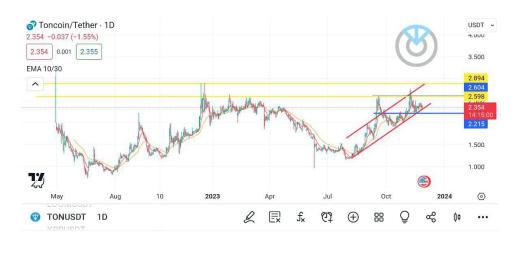 Toncoin/Tether · 1D
USDT
2.354 −0.037 (−1.55%)
2.354 0.001 2.355
EMA 10/30
4.000
3.500
2.894
2.604
2.598
2.354
14:15:00
2.215
1.500
1.000
May Aug 10 2023 Apr Jul Oct 2024
TONUSDT 1D